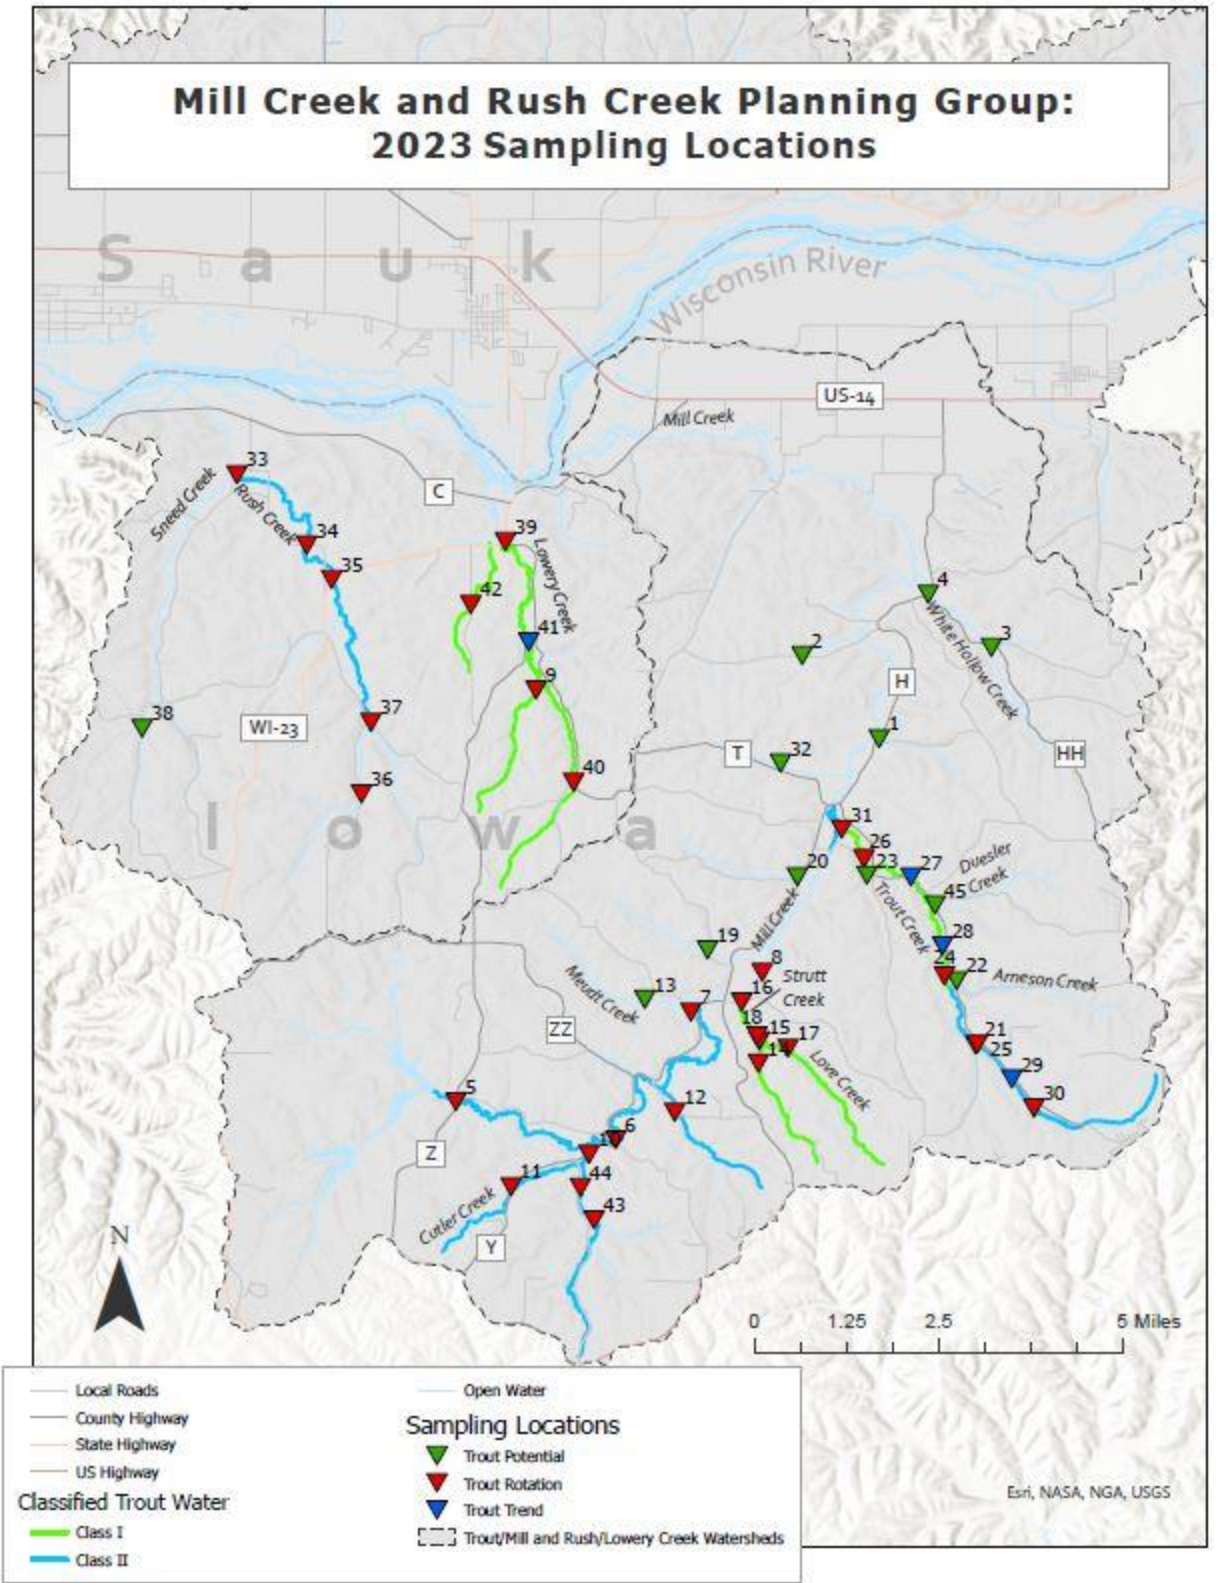 Mill Creek and Rush Creek Planning Group:
2023 Sampling Locations
Sauk
Wisconsin River
US-14
Mill Creek
33
Sneed Creek
Rush Creek
C
34
35
39
Lowery Creek
42
41
9
4
White Hollow Creek
3
2
H
1
38
WI-23
37
36
40
T
32
HH
Iowa
31
26
23
27
Duesler
Creek
20
45
Mill Creek
Trout Creek
28
19
24
22
Arneson Creek
8
Strutt
Creek
16
13
Meudt Creek
7
18
15
17
14
Love Creek
ZZ
21
25
29
30
5
12
6
Z
11
44
43
Cutler Creek
Y
N
0 1.25 2.5 5 Miles
Local Roads
County Highway
State Highway
US Highway
Classified Trout Water
Class I
Class II
Open Water
Sampling Locations
Trout Potential
Trout Rotation
Trout Trend
Trout/Mill and Rush/Lowery Creek Watersheds
Esri, NASA, NGA, USGS